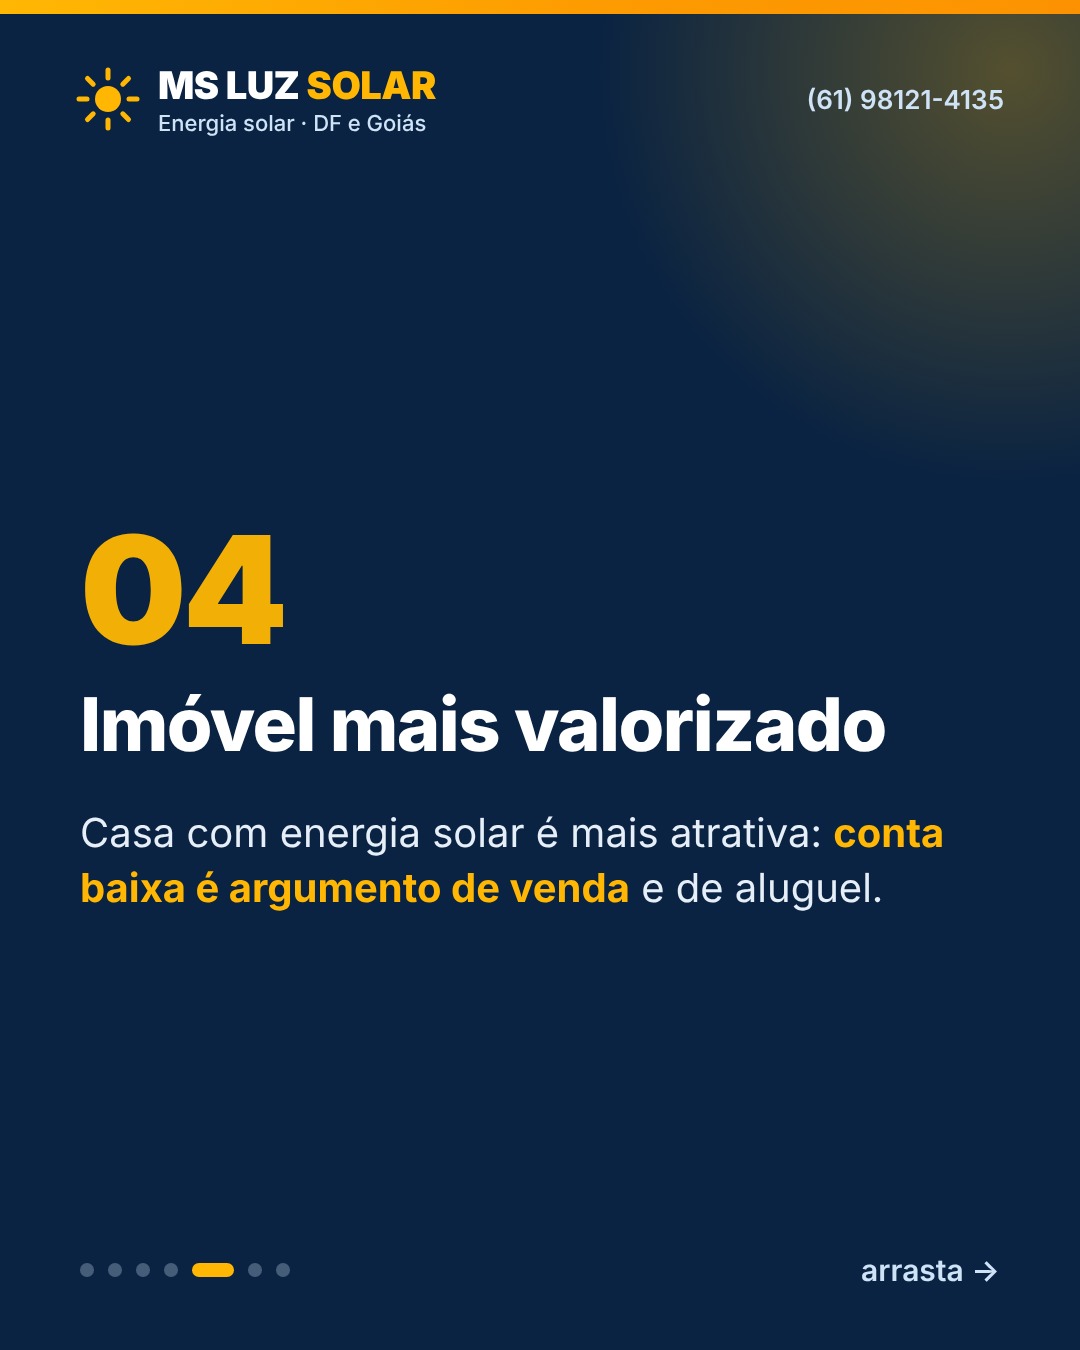 MS LUZ SOLAR
Energia solar · DF e Goiás
(61) 98121-4135
04
Imóvel mais valorizado
Casa com energia solar é mais atrativa: conta
baixa é argumento de venda e de aluguel.
arrasta →